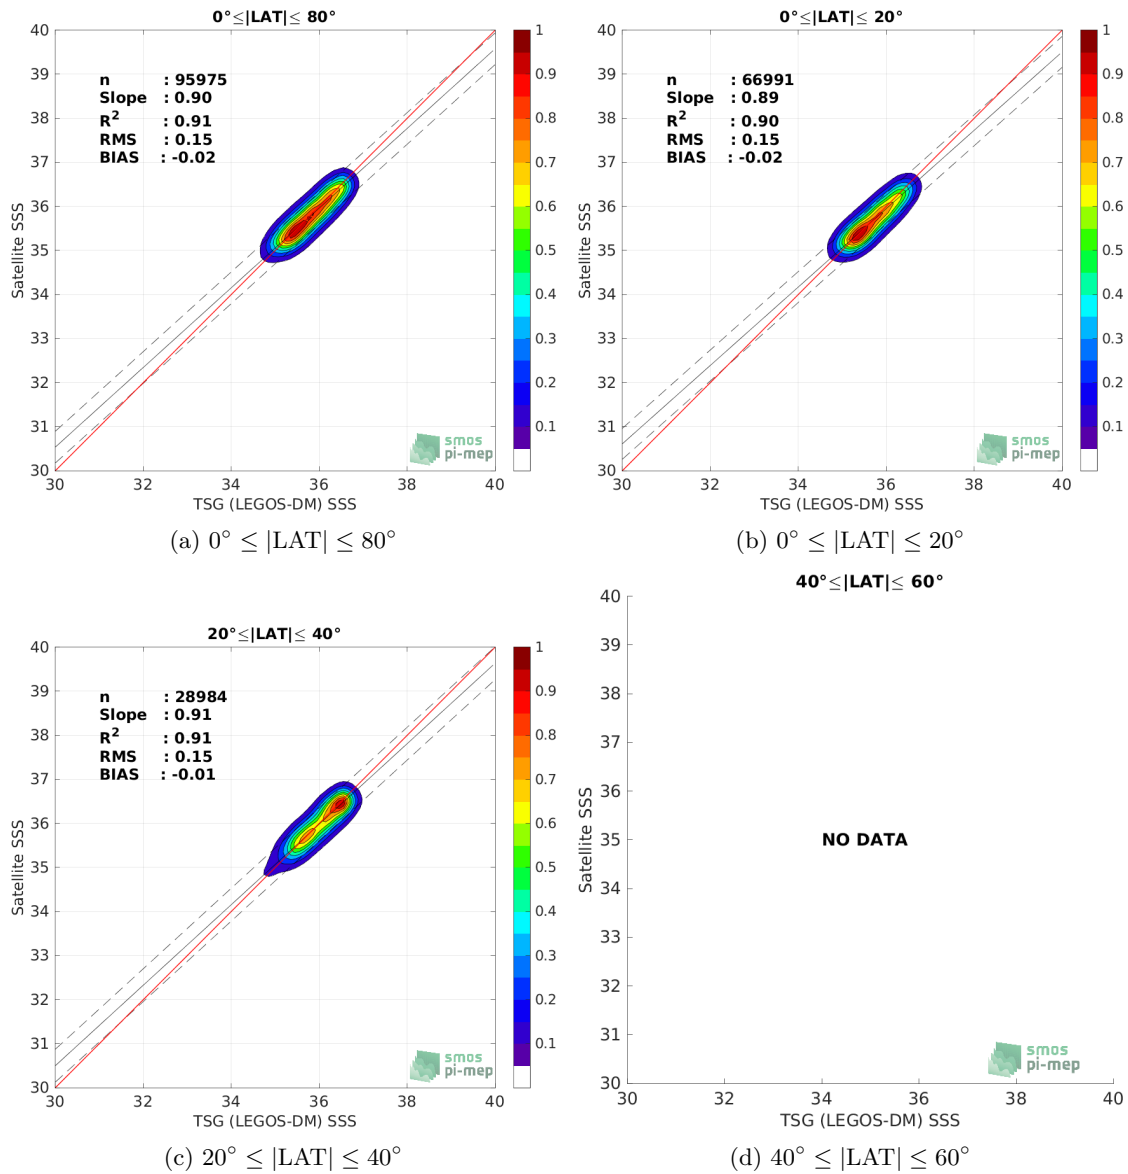 0°≤|LAT|≤ 80°
n : 95975
Slope : 0.90
R² : 0.91
RMS : 0.15
BIAS : -0.02
40
39
38
37
36
35
34
33
32
31
30
Satellite SSS
30 32 34 36 38 40
TSG (LEGOS-DM) SSS
1
0.9
0.8
0.7
0.6
0.5
0.4
0.3
0.2
0.1
smos
pi-mep
(a) 0° ≤ |LAT| ≤ 80°
0°≤|LAT|≤ 20°
n : 66991
Slope : 0.89
R² : 0.90
RMS : 0.15
BIAS : -0.02
40
39
38
37
36
35
34
33
32
31
30
Satellite SSS
30 32 34 36 38 40
TSG (LEGOS-DM) SSS
1
0.9
0.8
0.7
0.6
0.5
0.4
0.3
0.2
0.1
smos
pi-mep
(b) 0° ≤ |LAT| ≤ 20°
20°≤|LAT|≤ 40°
n : 28984
Slope : 0.91
R² : 0.91
RMS : 0.15
BIAS : -0.01
40
39
38
37
36
35
34
33
32
31
30
Satellite SSS
30 32 34 36 38 40
TSG (LEGOS-DM) SSS
1
0.9
0.8
0.7
0.6
0.5
0.4
0.3
0.2
0.1
smos
pi-mep
(c) 20° ≤ |LAT| ≤ 40°
40°≤|LAT|≤ 60°
40
39
38
37
36
35
34
33
32
31
30
Satellite SSS
NO DATA
30 32 34 36 38 40
TSG (LEGOS-DM) SSS
smos
pi-mep
(d) 40° ≤ |LAT| ≤ 60°